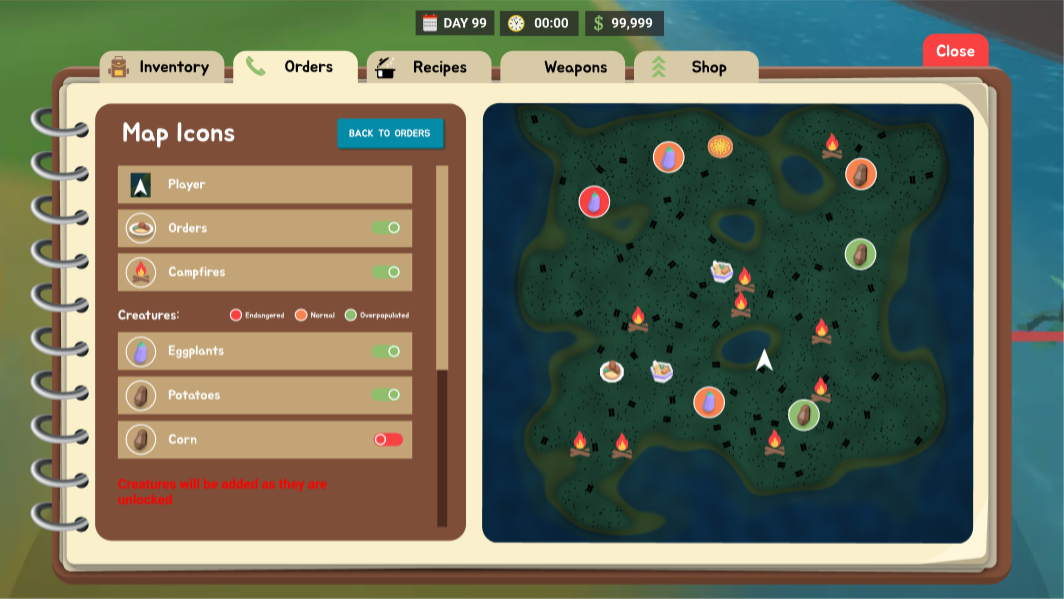 DAY 99
00:00
$ 99,999
Close
Inventory
Orders
Recipes
Weapons
Shop
Map Icons
BACK TO ORDERS
Player
Orders
Campfires
Creatures:
Endangered
Normal
Overpopulated
Eggplants
Potatoes
Corn
Creatures will be added as they are
unlocked